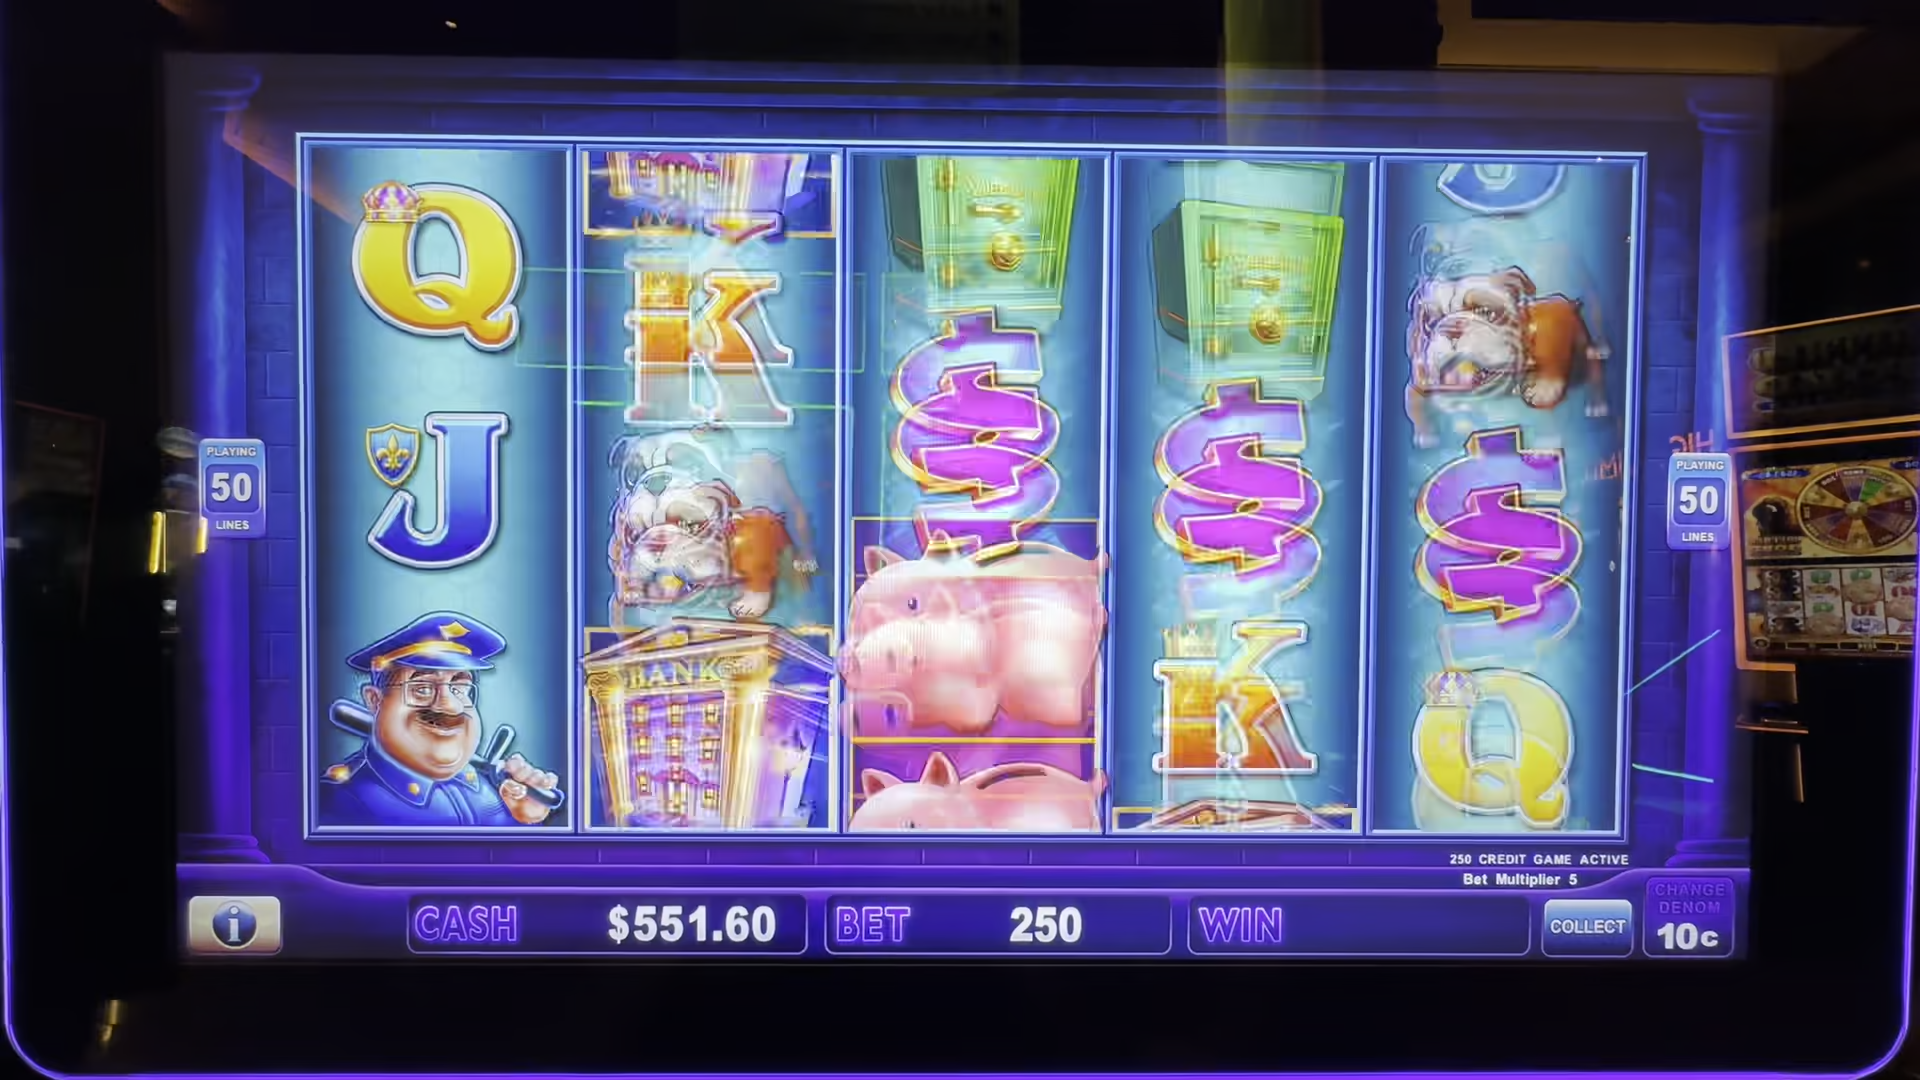 Q
K
J
BANK
K
Q
PLAYING
50
LINES
PLAYING
50
LINES
250 CREDIT GAME ACTIVE
Bet Multiplier 5
CASH $551.60 BET 250 WIN
COLLECT
CHANGE
DENOM
10c